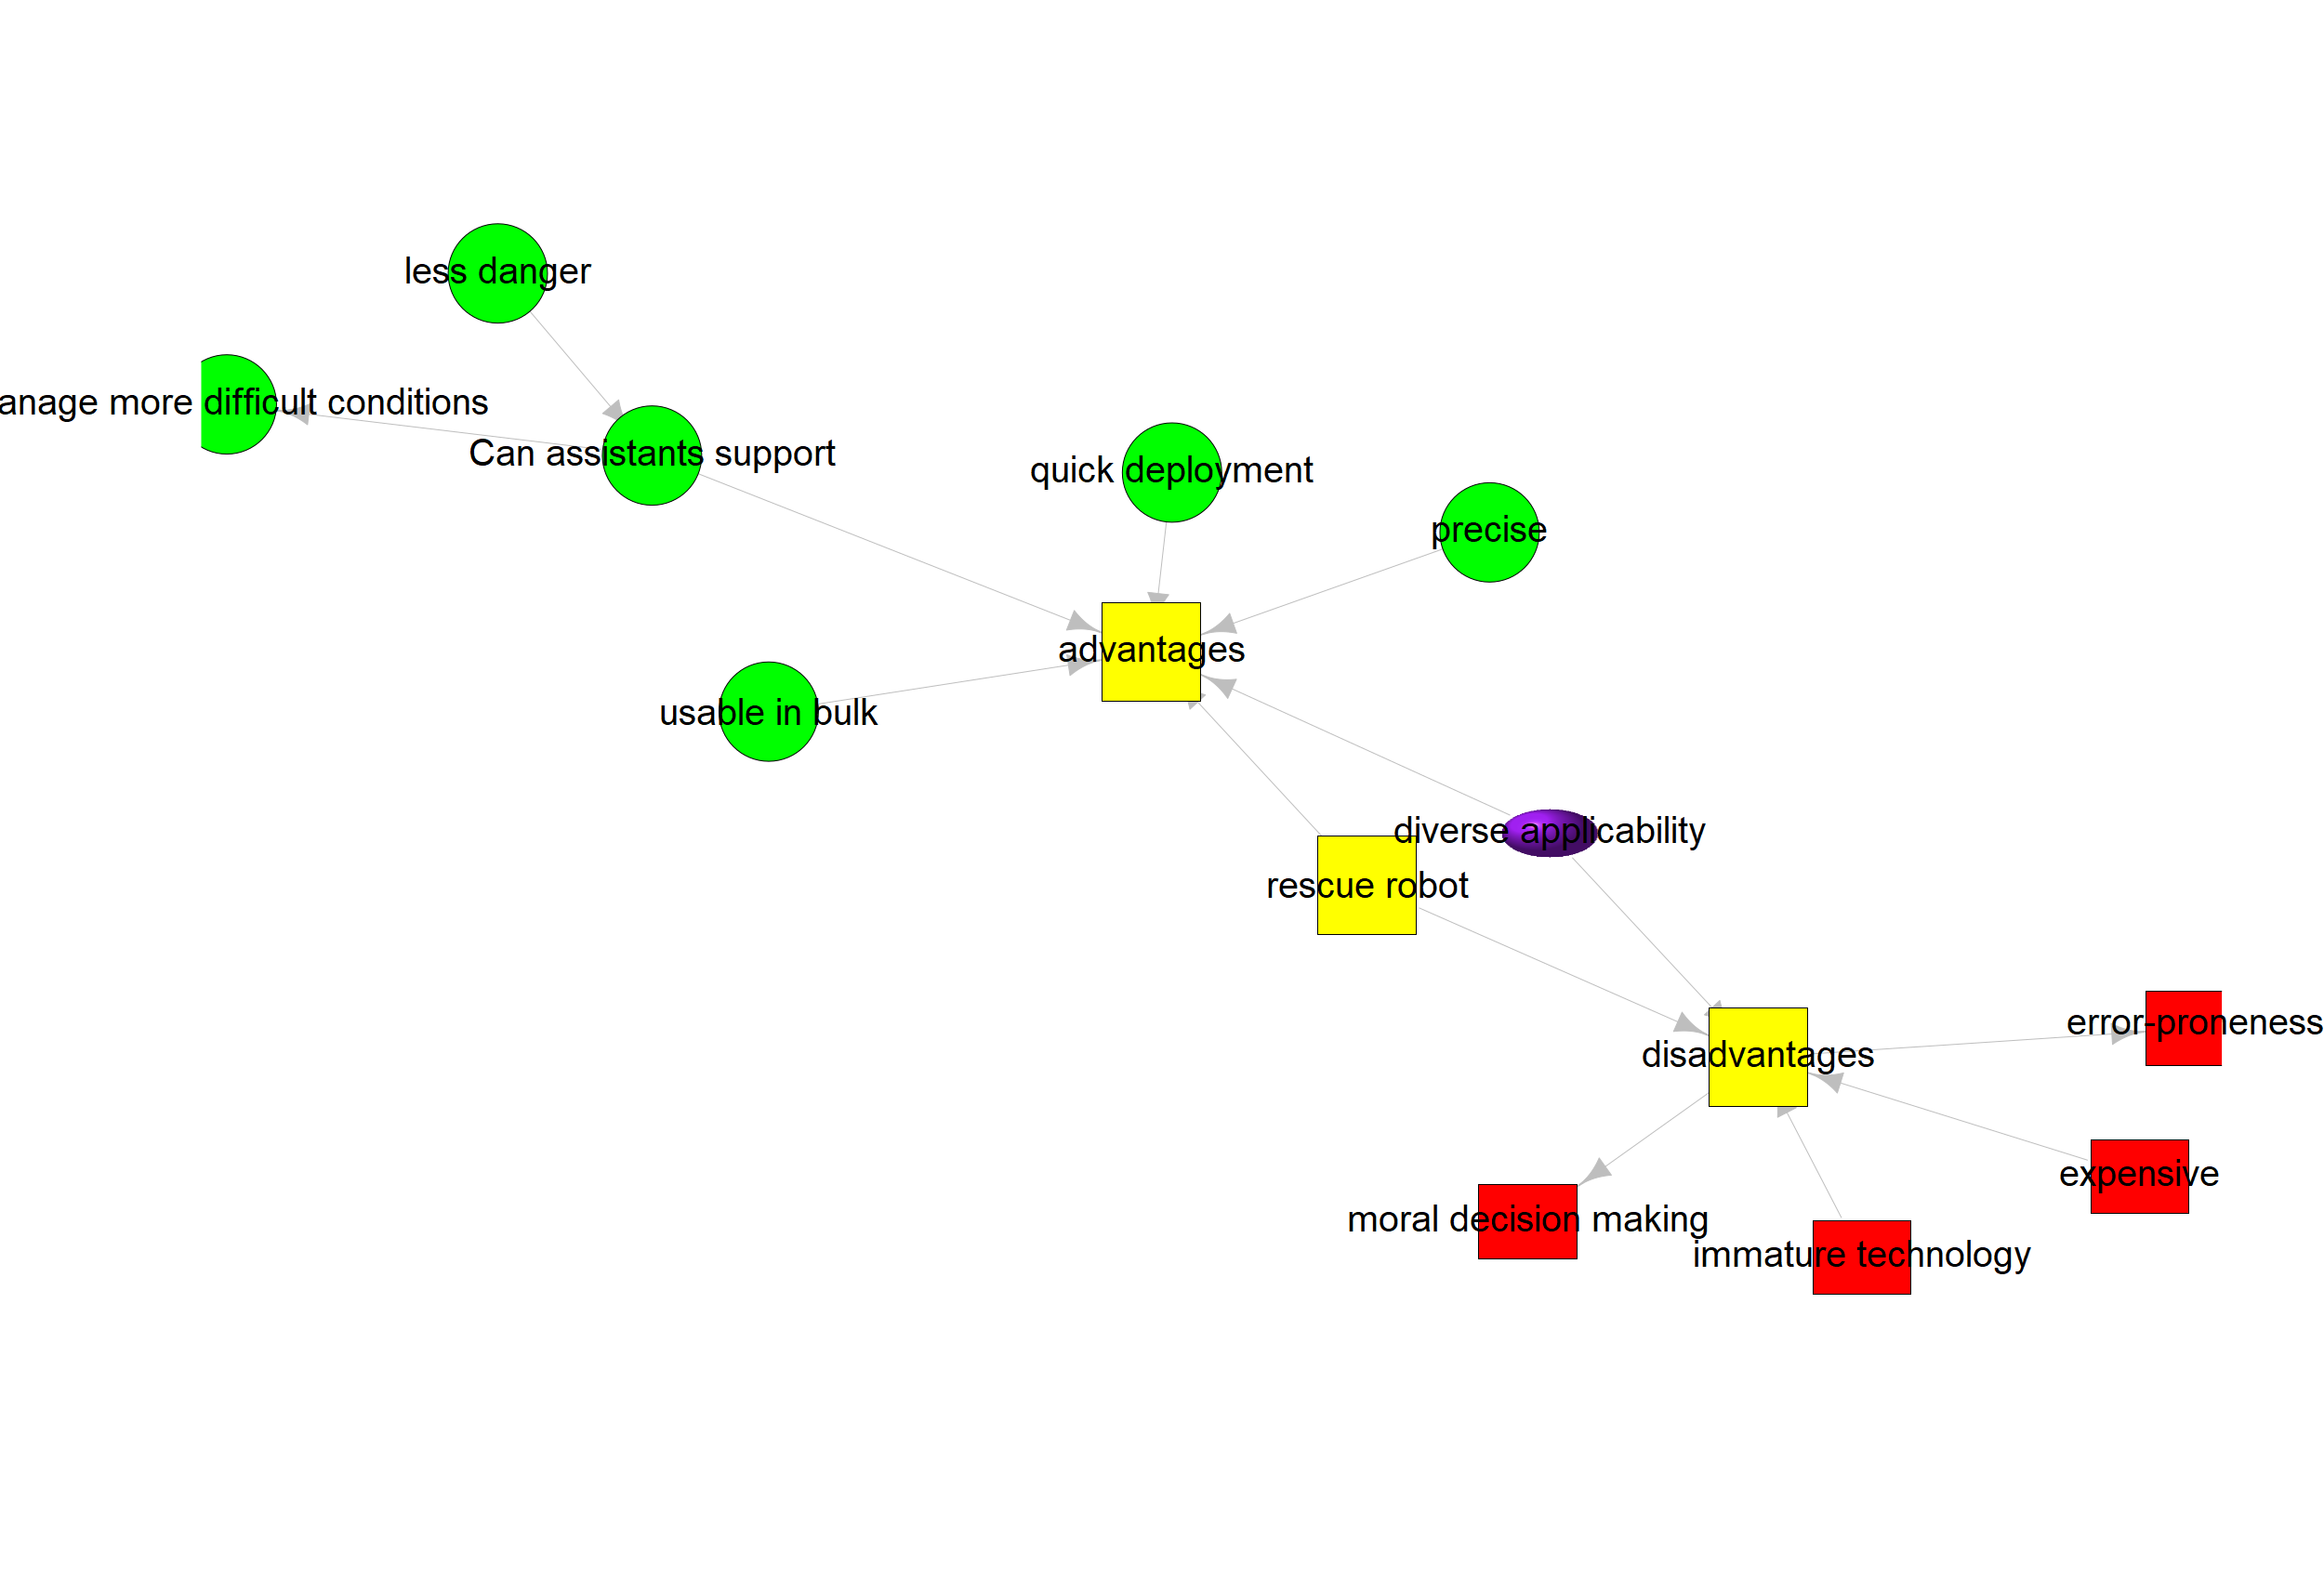 less danger
anage more difficult conditions
Can assistants support
quick deployment
precise
advantages
usable in bulk
diverse applicability
rescue robot
error-proneness
disadvantages
expensive
moral decision making
immature technology